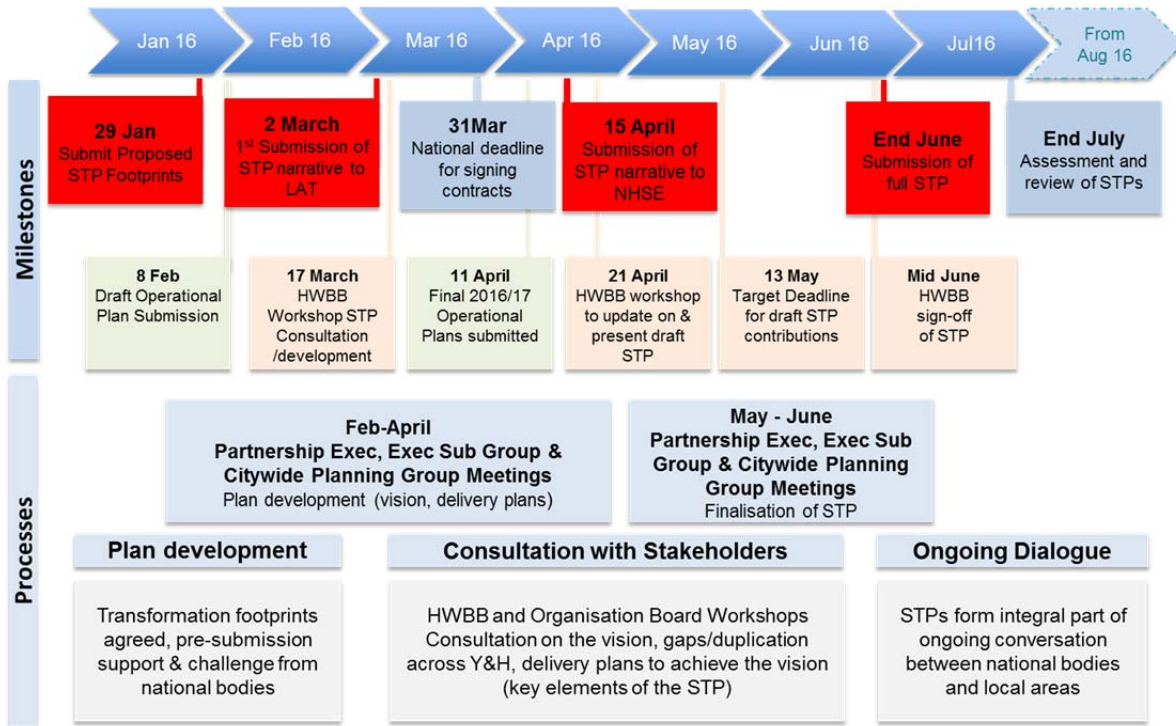 Jan 16
Feb 16
Mar 16
Apr 16
May 16
Jun 16
Jul16
From
Aug 16
Milestones
29 Jan
Submit Proposed
STP Footprints
2 March
1st Submission of
STP narrative to
LAT
31Mar
National deadline
for signing
contracts
15 April
Submission of
STP narrative to
NHSE
End June
Submission of
full STP
End July
Assessment and
review of STPs
8 Feb
Draft Operational
Plan Submission
17 March
HWBB
Workshop STP
Consultation
/development
11 April
Final 2016/17
Operational
Plans submitted
21 April
HWBB workshop
to update on &
present draft
STP
13 May
Target Deadline
for draft STP
contributions
Mid June
HWBB
sign-off
of STP
Processes
Feb-April
Partnership Exec, Exec Sub Group &
Citywide Planning Group Meetings
Plan development (vision, delivery plans)
May - June
Partnership Exec, Exec Sub
Group & Citywide Planning
Group Meetings
Finalisation of STP
Plan development
Consultation with Stakeholders
Ongoing Dialogue
Transformation footprints
agreed, pre-submission
support & challenge from
national bodies
HWBB and Organisation Board Workshops
Consultation on the vision, gaps/duplication
across Y&H, delivery plans to achieve the vision
(key elements of the STP)
STPs form integral part of
ongoing conversation
between national bodies
and local areas